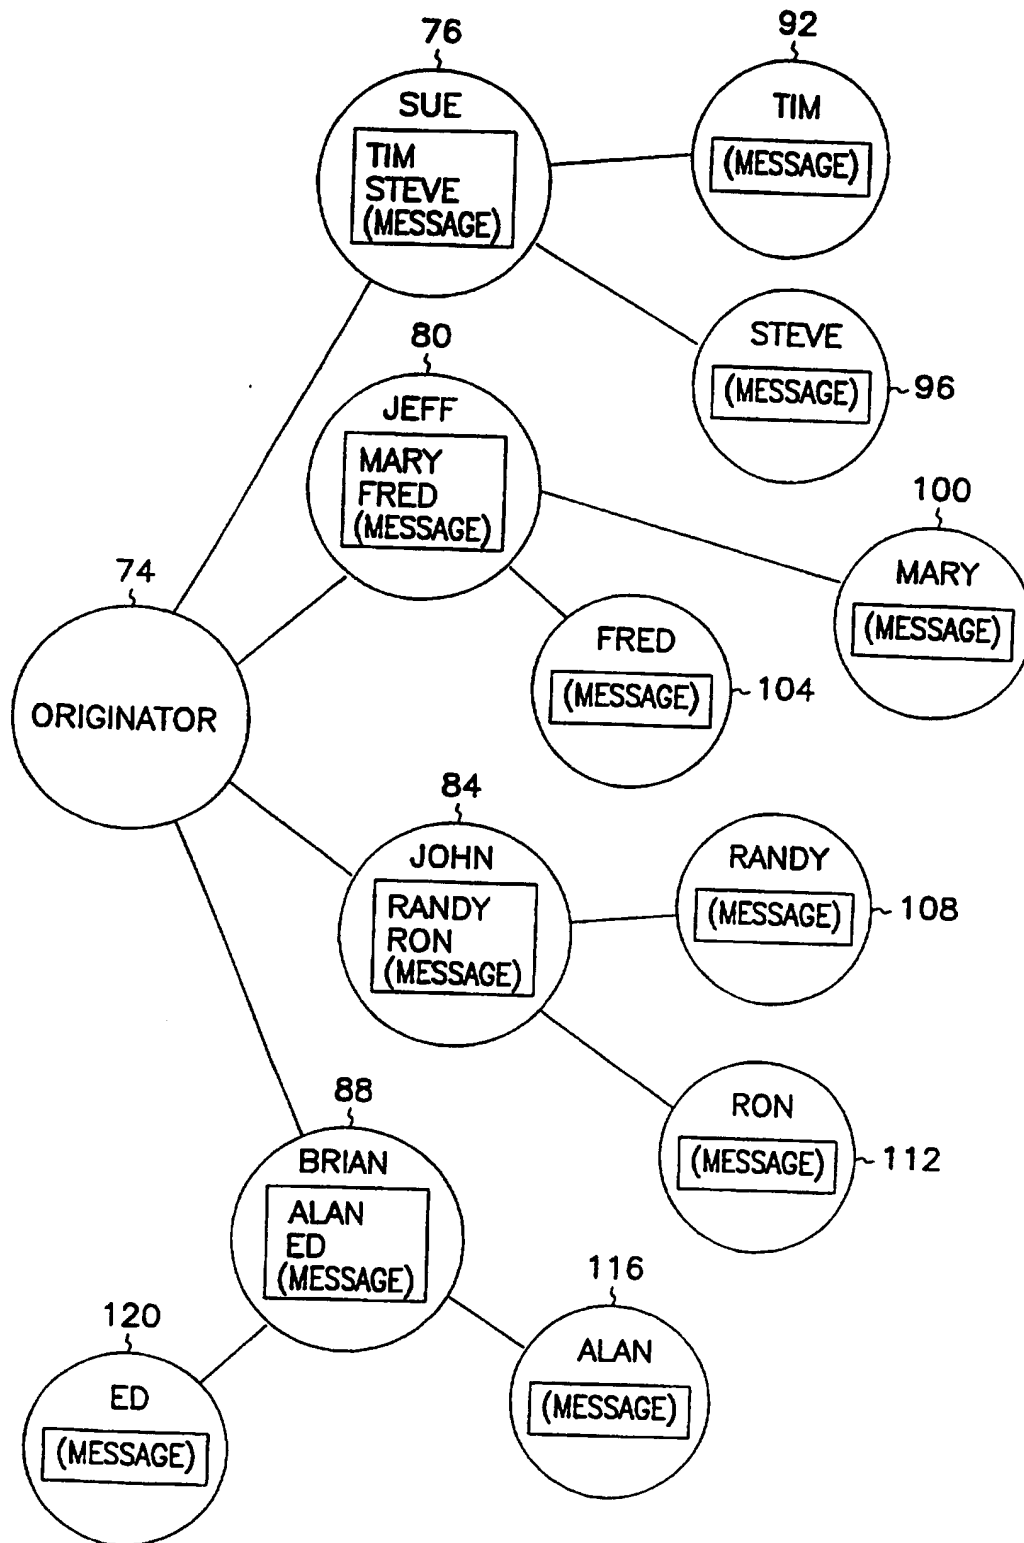 76
SUE
TIM
STEVE
(MESSAGE)
92
TIM
(MESSAGE)
STEVE
(MESSAGE)
96
80
JEFF
MARY
FRED
(MESSAGE)
100
MARY
(MESSAGE)
74
ORIGINATOR
FRED
(MESSAGE)
104
84
JOHN
RANDY
RON
(MESSAGE)
RANDY
(MESSAGE)
108
RON
(MESSAGE)
112
88
BRIAN
ALAN
ED
(MESSAGE)
116
ALAN
(MESSAGE)
120
ED
(MESSAGE)